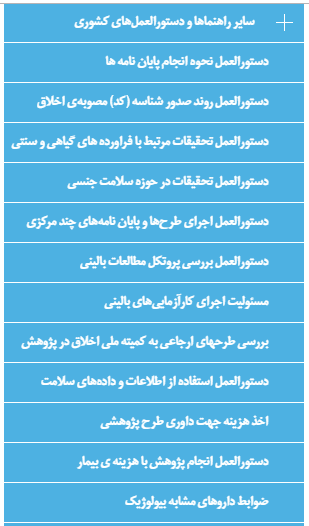 سایر راهنماها و دستورالعمل‌های کشوری
دستورالعمل نحوه انجام پایان نامه ها
دستورالعمل روند صدور شناسه (کد) مصوبه‌ی اخلاق
دستورالعمل تحقیقات مرتبط با فراورده های گیاهی و سنتی
دستورالعمل تحقیقات در حوزه سلامت جنسی
دستورالعمل اجرای طرح‌ها و پایان نامه‌های چند مرکزی
دستورالعمل بررسی پروتکل مطالعات بالینی
مسئولیت اجرای کارآزمایی‌های بالینی
بررسی طرحهای ارجاعی به کمیته ملی اخلاق در پژوهش
دستورالعمل استفاده از اطلاعات و داده‌های سلامت
اخذ هزینه جهت داوری طرح پژوهشی
دستورالعمل انجام پژوهش با هزینه ی بیمار
ضوابط داروهای مشابه بیولوژیک